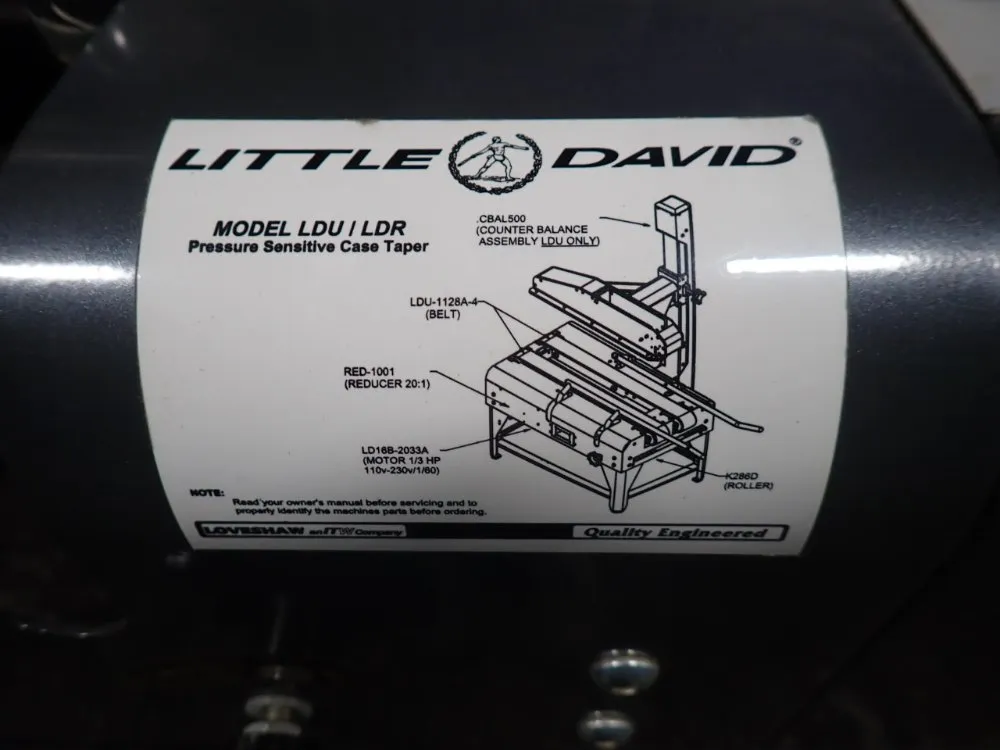 LITTLE DAVID®
MODEL LDU / LDR
Pressure Sensitive Case Taper
.CBAL500
(COUNTER BALANCE
ASSEMBLY LDU ONLY)
LDU-1128A-4
(BELT)
RED-1001
(REDUCER 20:1)
LD16B-2033A
(MOTOR 1/3 HP
110v-230v/1/60)
K286D
(ROLLER)
NOTE:
Read your owner's manual before servicing and to
properly identify the machines parts before ordering.
LOVESHAW an ITW Company
Quality Engineered